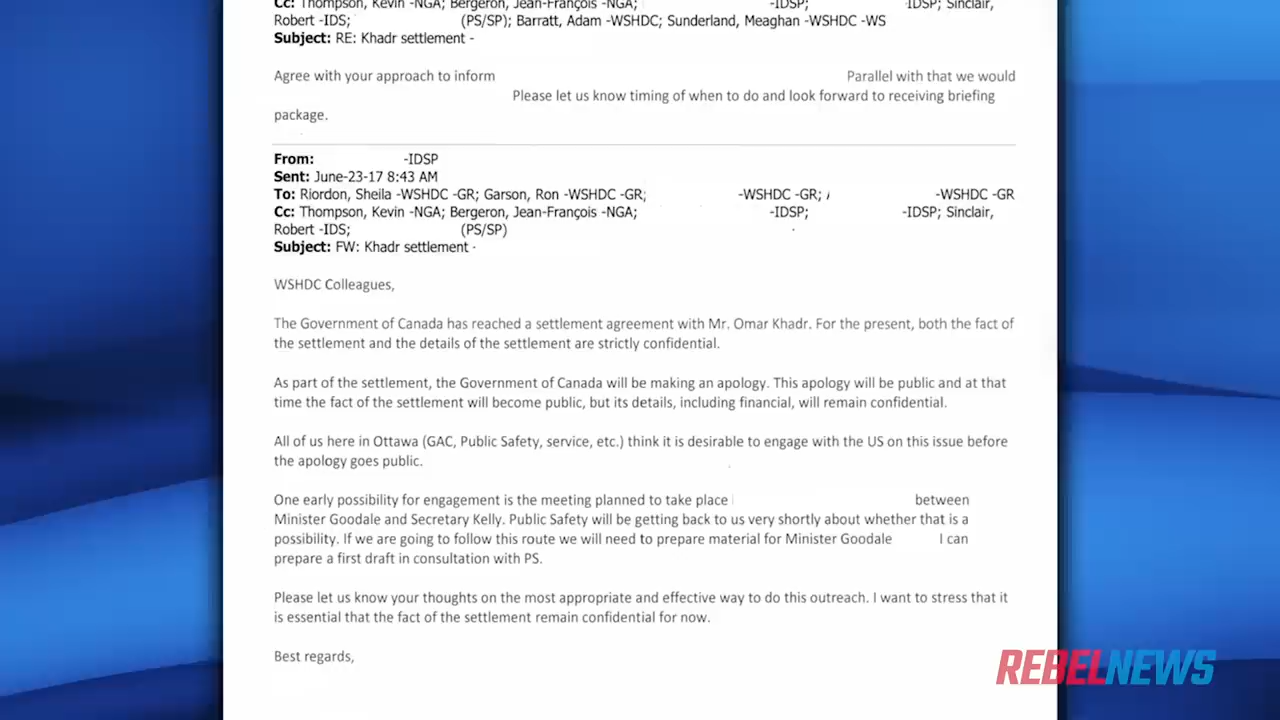 Cc: Thompson, Kevin -NGA; Bergeron, Jean-François -NGA; -IDSP; -IDSP; Sinclair,
Robert -IDS; (PS/SP); Barratt, Adam -WSHDC; Sunderland, Meaghan -WSHDC -WS
Subject: RE: Khadr settlement -
Agree with your approach to inform Parallel with that we would
Please let us know timing of when to do and look forward to receiving briefing
package.
From: -IDSP
Sent: June-23-17 8:43 AM
To: Riordon, Sheila -WSHDC -GR; Garson, Ron -WSHDC -GR; -WSHDC -GR; -WSHDC -GR
Cc: Thompson, Kevin -NGA; Bergeron, Jean-François -NGA; -IDSP; -IDSP; Sinclair,
Robert -IDS; (PS/SP)
Subject: FW: Khadr settlement -
WSHDC Colleagues,
The Government of Canada has reached a settlement agreement with Mr. Omar Khadr. For the present, both the fact of
the settlement and the details of the settlement are strictly confidential.
As part of the settlement, the Government of Canada will be making an apology. This apology will be public and at that
time the fact of the settlement will become public, but its details, including financial, will remain confidential.
All of us here in Ottawa (GAC, Public Safety, service, etc.) think it is desirable to engage with the US on this issue before
the apology goes public.
One early possibility for engagement is the meeting planned to take place between
Minister Goodale and Secretary Kelly. Public Safety will be getting back to us very shortly about whether that is a
possibility. If we are going to follow this route we will need to prepare material for Minister Goodale I can
prepare a first draft in consultation with PS.
Please let us know your thoughts on the most appropriate and effective way to do this outreach. I want to stress that it
is essential that the fact of the settlement remain confidential for now.
Best regards,
REBELNEWS